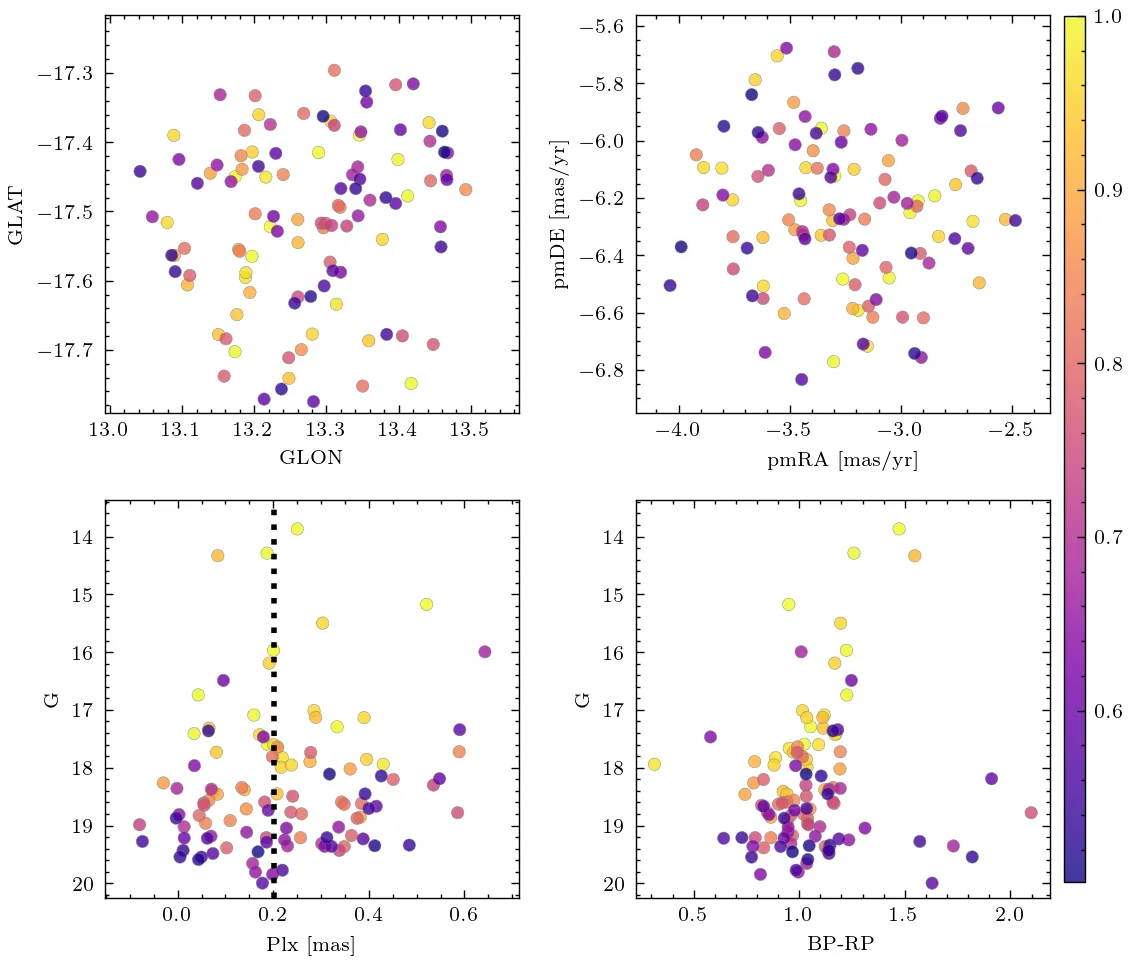 −17.3
−17.4
−17.5
−17.6
−17.7
GLAT
13.0 13.1 13.2 13.3 13.4 13.5
GLON
−5.6
−5.8
−6.0
−6.2
−6.4
−6.6
−6.8
pmDE [mas/yr]
−4.0 −3.5 −3.0 −2.5
pmRA [mas/yr]
1.0
0.9
0.8
0.7
0.6
14
15
16
17
18
19
20
G
0.0 0.2 0.4 0.6
Plx [mas]
14
15
16
17
18
19
20
G
0.5 1.0 1.5 2.0
BP-RP